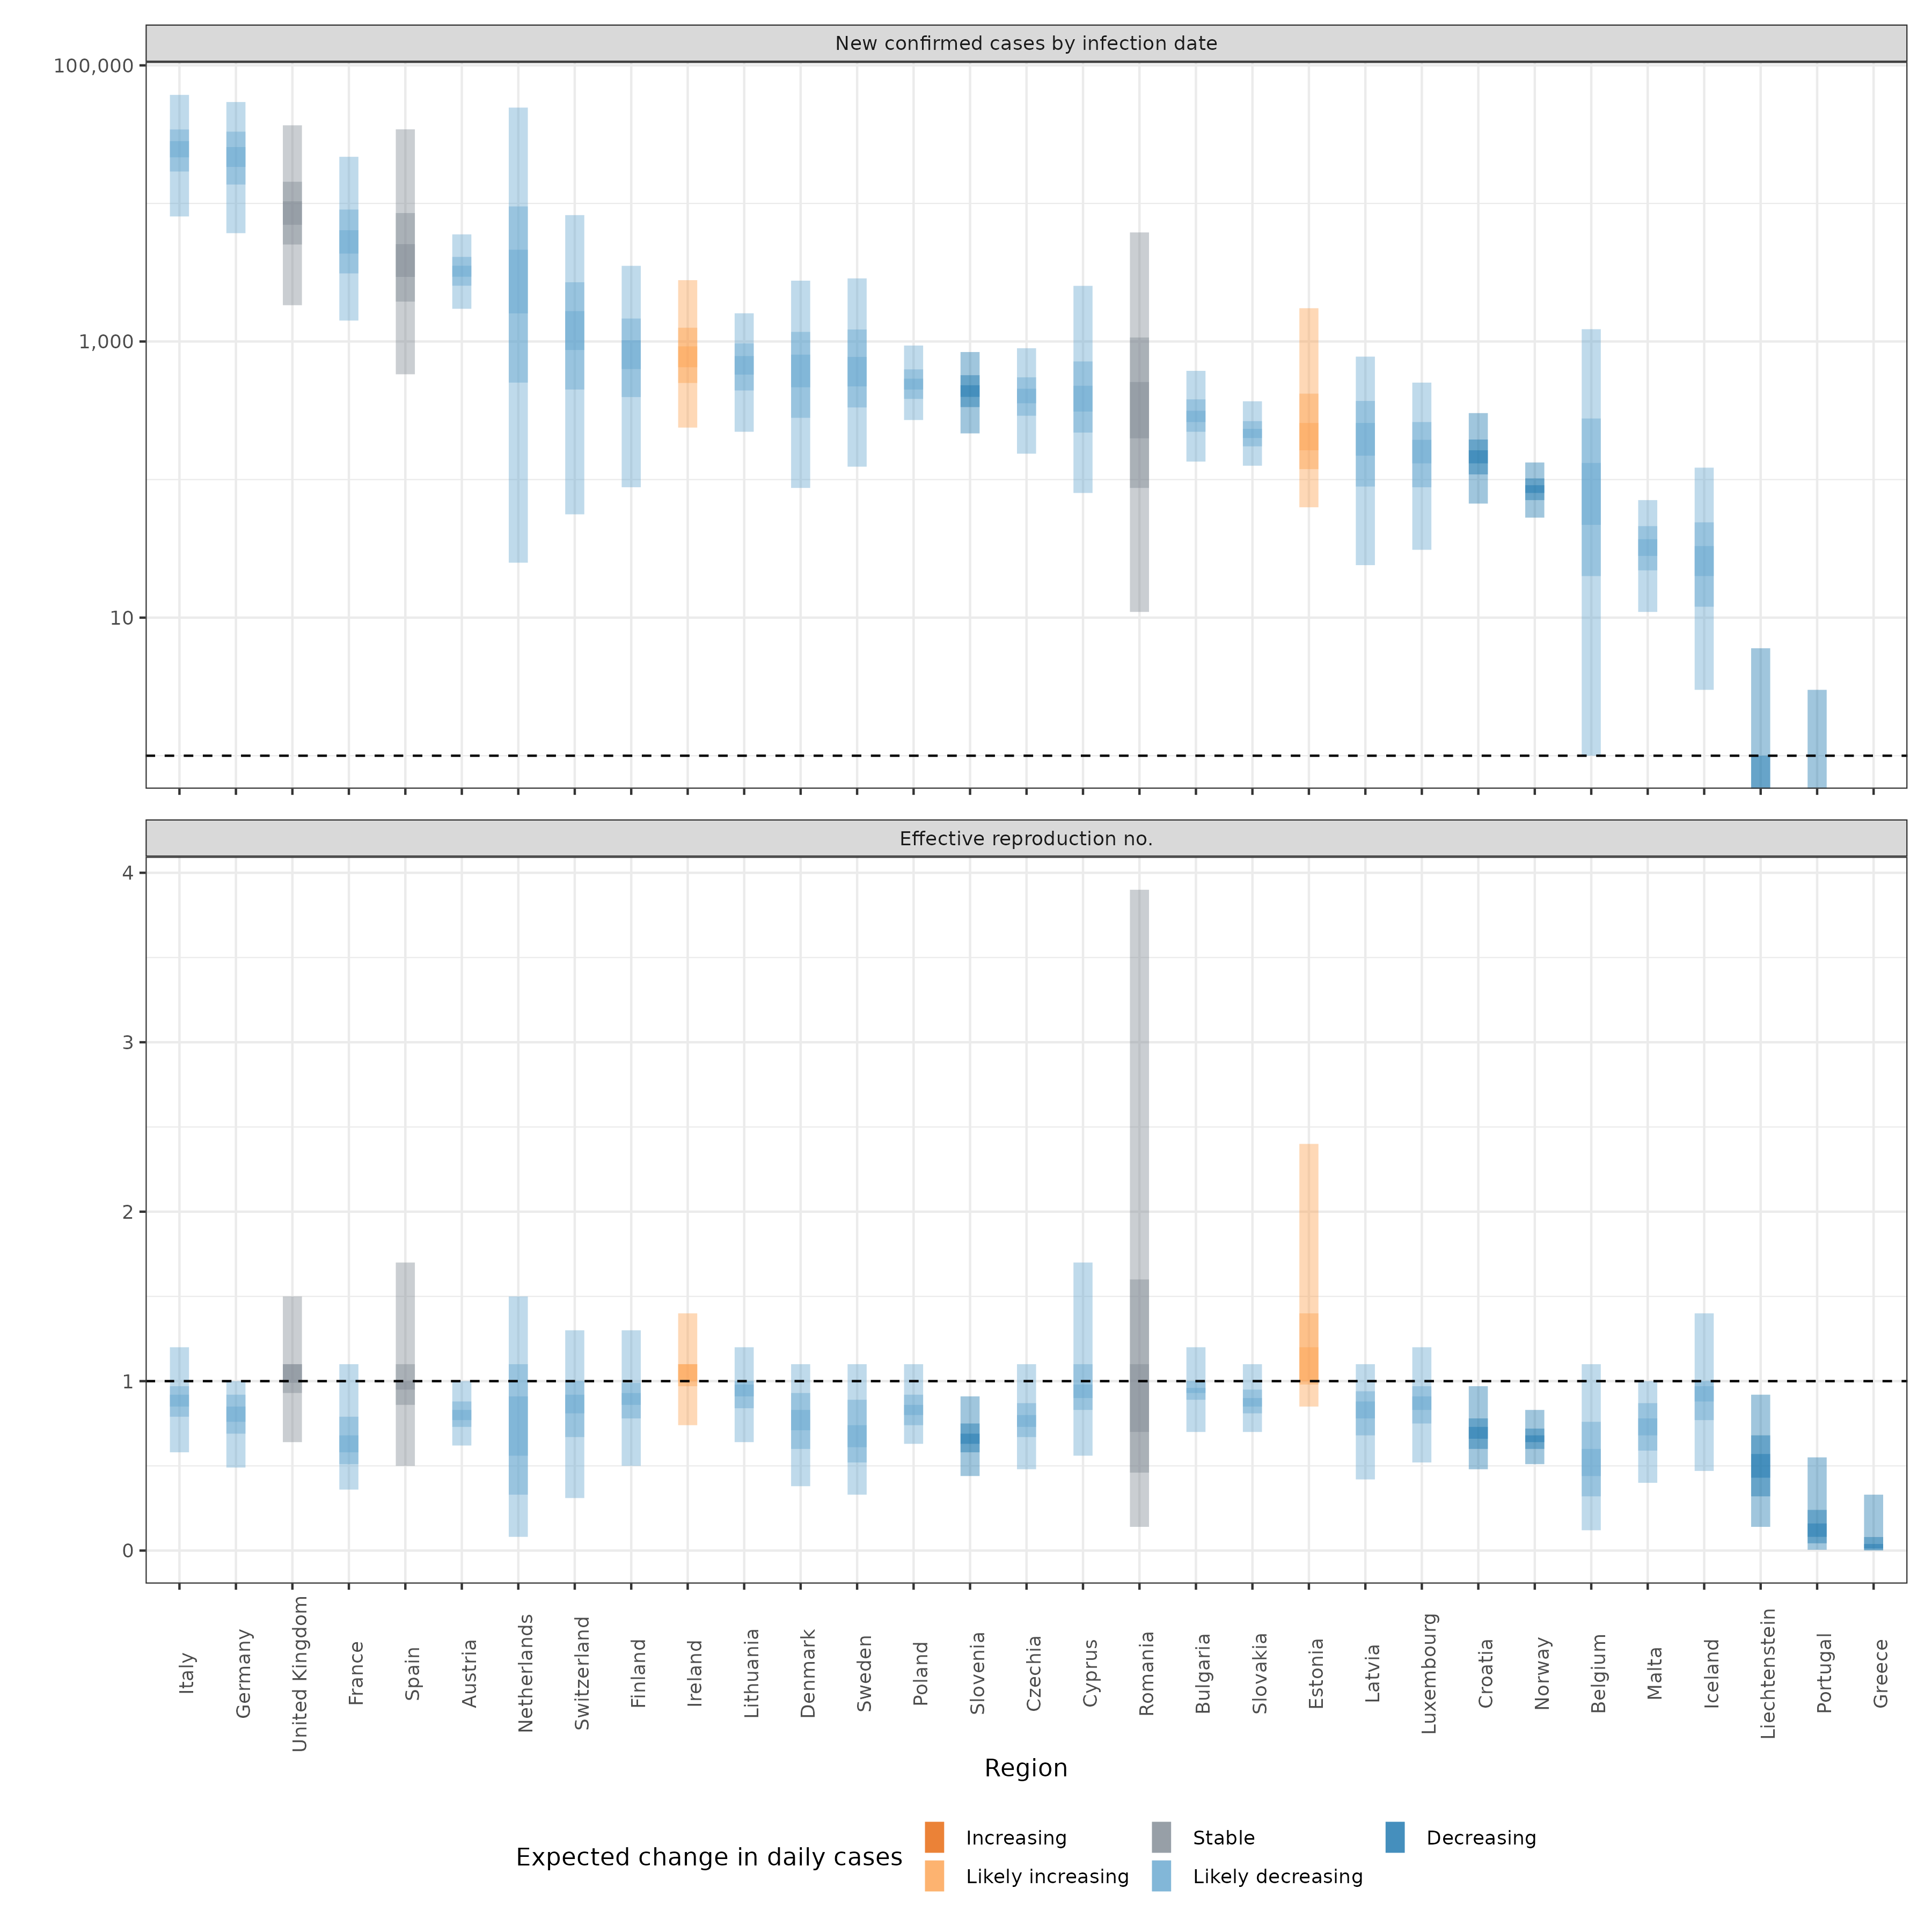 New confirmed cases by infection date
100,000
1,000
10
Effective reproduction no.
4
3
2
1
0
Italy
Germany
United Kingdom
France
Spain
Austria
Netherlands
Switzerland
Finland
Ireland
Lithuania
Denmark
Sweden
Poland
Slovenia
Czechia
Cyprus
Romania
Bulgaria
Slovakia
Estonia
Latvia
Luxembourg
Croatia
Norway
Belgium
Malta
Iceland
Liechtenstein
Portugal
Greece
Region
Expected change in daily cases
Increasing
Stable
Decreasing
Likely increasing
Likely decreasing